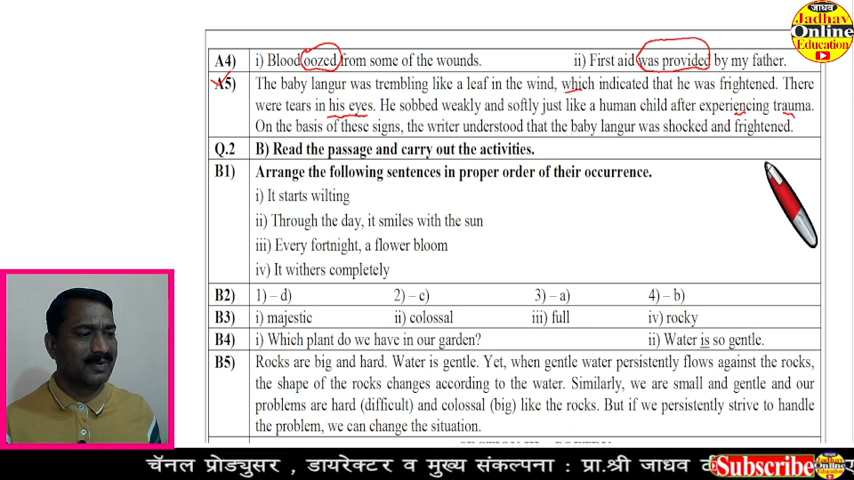 जाधव
Jadhav
Online
Education
A4) i) Blood oozed from some of the wounds. ii) First aid was provided by my father.
A5) The baby langur was trembling like a leaf in the wind, which indicated that he was frightened. There
were tears in his eyes. He sobbed weakly and softly just like a human child after experiencing trauma.
On the basis of these signs, the writer understood that the baby langur was shocked and frightened.
Q.2 B) Read the passage and carry out the activities.
B1) Arrange the following sentences in proper order of their occurrence.
i) It starts wilting
ii) Through the day, it smiles with the sun
iii) Every fortnight, a flower bloom
iv) It withers completely
B2) 1) – d) 2) – c) 3) – a) 4) – b)
B3) i) majestic ii) colossal iii) full iv) rocky
B4) i) Which plant do we have in our garden? ii) Water is so gentle.
B5) Rocks are big and hard. Water is gentle. Yet, when gentle water persistently flows against the rocks,
the shape of the rocks changes according to the water. Similarly, we are small and gentle and our
problems are hard (difficult) and colossal (big) like the rocks. But if we persistently strive to handle
the problem, we can change the situation.
चॅनल प्रोड्युसर , डायरेक्टर व मुख्य संकल्पना : प्रा.श्री जाधव
Subscribe
Jadhav
Online
Education